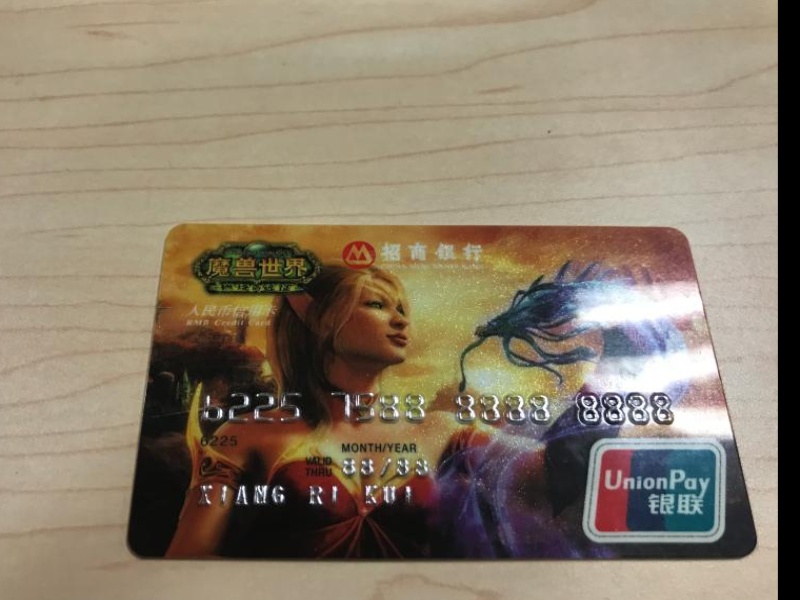 魔兽世界
招商银行
人民币信用卡
RMB Credit Card
6225 7588 8888 8888
6225
MONTH/YEAR
VALID THRU 88/88
XIANG RI KUI
UnionPay
银联